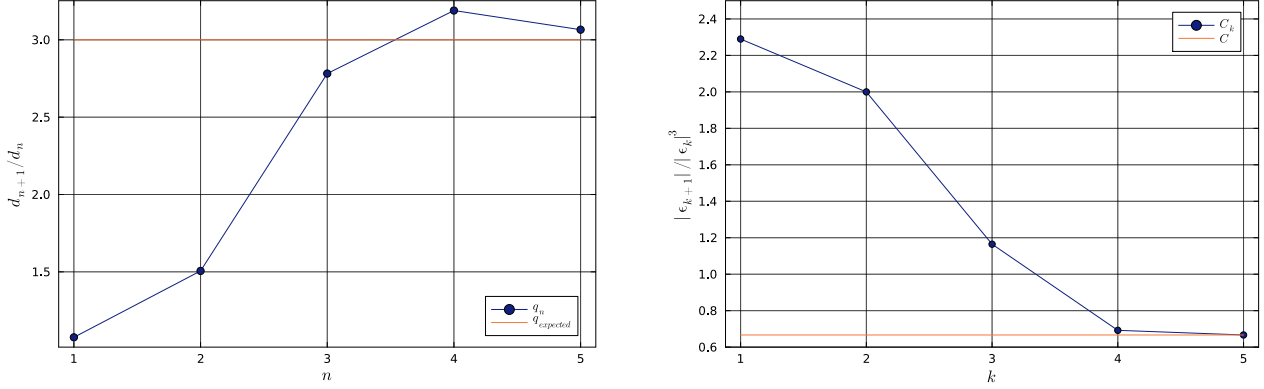 3.0
2.5
2.0
1.5
d_{n+1}/d_n
1 2 3 4 5
n
q_n
q_{expected}
2.4
2.2
2.0
1.8
1.6
1.4
1.2
1.0
0.8
0.6
|ϵ_{k+1}|/|ϵ_k|^3
1 2 3 4 5
k
C_k
C